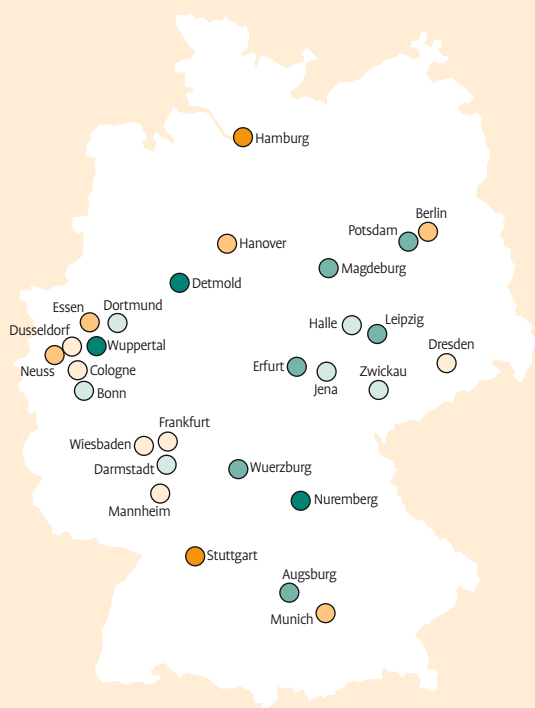 Hamburg
Berlin
Potsdam
Hanover
Magdeburg
Detmold
Essen
Dortmund
Halle
Leipzig
Dusseldorf
Wuppertal
Dresden
Neuss
Cologne
Erfurt
Jena
Zwickau
Bonn
Frankfurt
Wiesbaden
Darmstadt
Wuerzburg
Mannheim
Nuremberg
Stuttgart
Augsburg
Munich